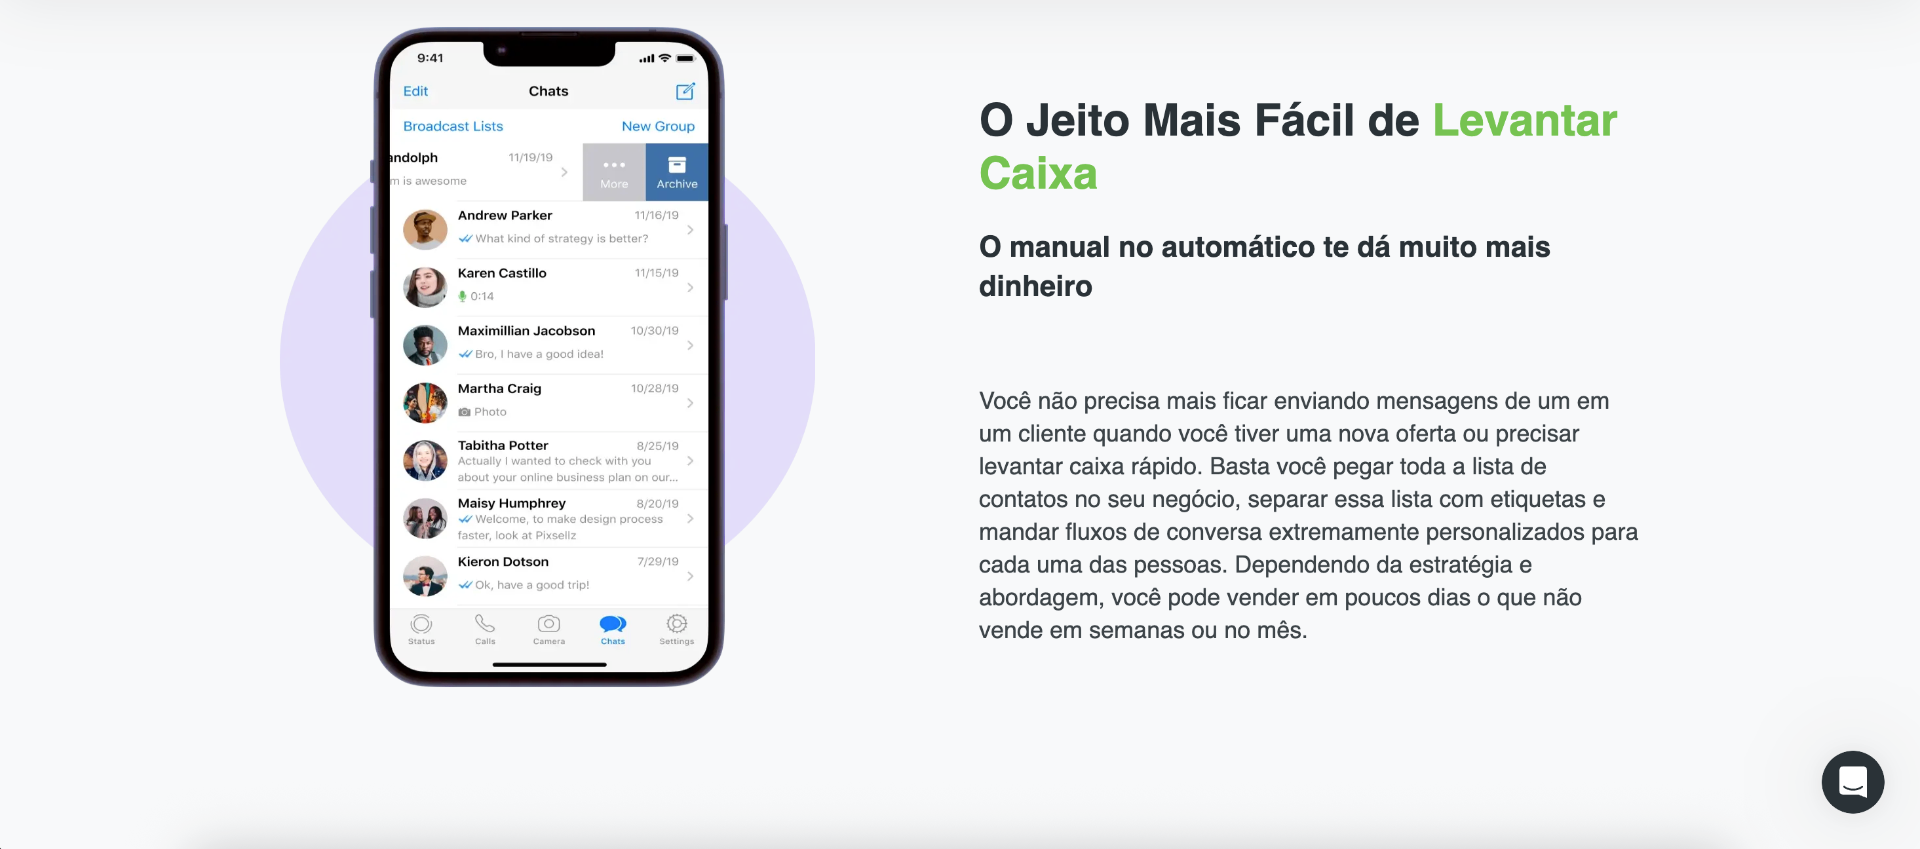 9:41
Edit
Chats
Broadcast Lists
New Group
andolph
11/19/19
m is awesome
More
Archive
Andrew Parker
11/16/19
What kind of strategy is better?
Karen Castillo
11/15/19
0:14
Maximillian Jacobson
10/30/19
Bro, I have a good idea!
Martha Craig
10/28/19
Photo
Tabitha Potter
8/25/19
Actually I wanted to check with you
about your online business plan on our...
Maisy Humphrey
8/20/19
Welcome, to make design process
faster, look at Pixsellz
Kieron Dotson
7/29/19
Ok, have a good trip!
Status
Calls
Camera
Chats
Settings
O Jeito Mais Fácil de Levantar
Caixa
O manual no automático te dá muito mais
dinheiro
Você não precisa mais ficar enviando mensagens de um em
um cliente quando você tiver uma nova oferta ou precisar
levantar caixa rápido. Basta você pegar toda a lista de
contatos no seu negócio, separar essa lista com etiquetas e
mandar fluxos de conversa extremamente personalizados para
cada uma das pessoas. Dependendo da estratégia e
abordagem, você pode vender em poucos dias o que não
vende em semanas ou no mês.